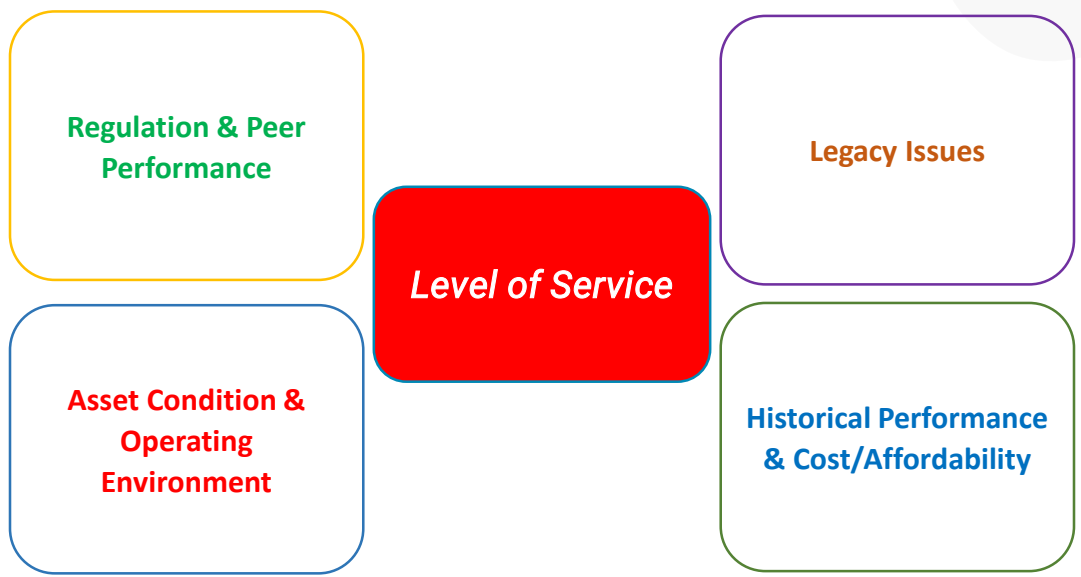 Regulation & Peer
Performance
Legacy Issues
Level of Service
Asset Condition &
Operating
Environment
Historical Performance
& Cost/Affordability